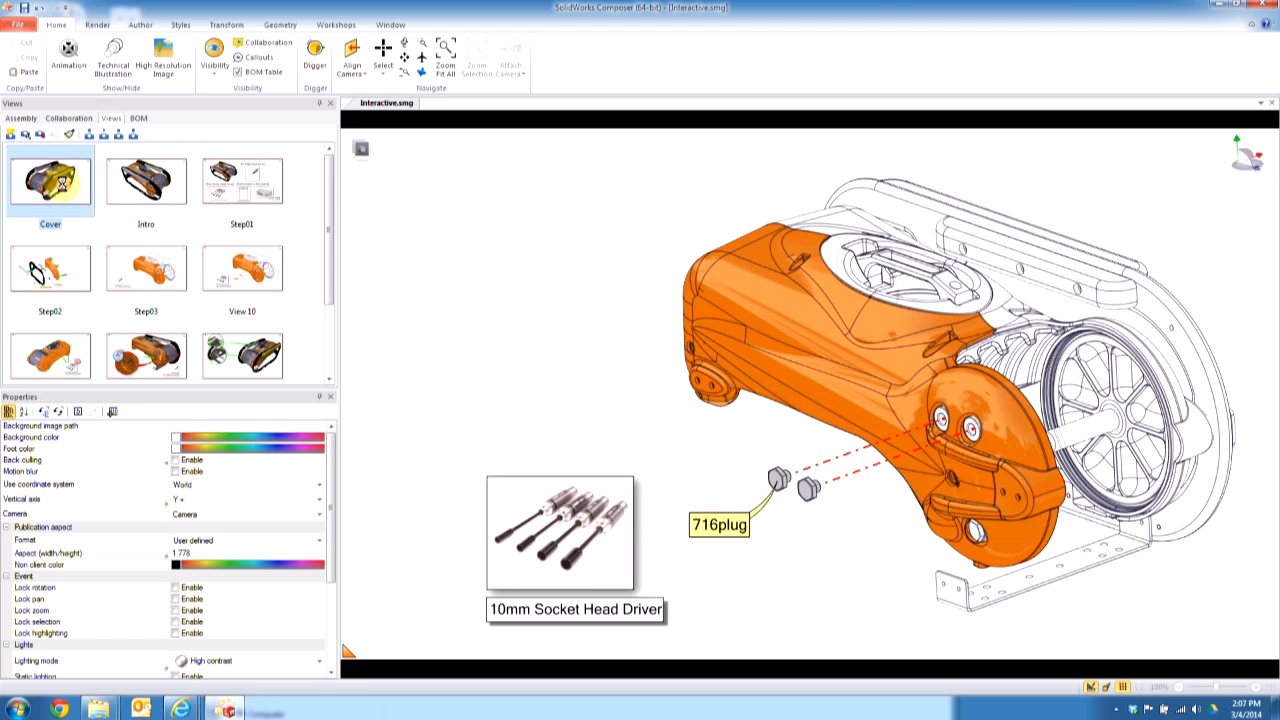 SolidWorks Composer (64-bit) - [Interactive.smg]
File Home Render Author Styles Transform Geometry Workshops Window
Cut
Copy
Paste
Copy/Paste
Animation
Technical Illustration
High Resolution Image
Show/Hide
Visibility
Collaboration
Callouts
BOM Table
Visibility
Digger
Digger
Align Camera
Select
Zoom Fit All
Zoom Selection
Attach Camera
Navigate
Views
Interactive.smg
Assembly Collaboration Views BOM
Cover Intro Step01
Step02 Step03 View 10
Properties
Background image path
Background color
Foot color
Back culling Enable
Motion blur Enable
Use coordinate system World
Vertical axis Y +
Camera Camera
Publication aspect
Format User defined
Aspect (width/height) 1.778
Non client color
Event
Lock rotation Enable
Lock pan Enable
Lock zoom Enable
Lock selection Enable
Lock highlighting Enable
Lights
Lighting mode High contrast
Static lighting Enable
716plug
10mm Socket Head Driver
100%
Computer
2:07 PM
3/4/2014